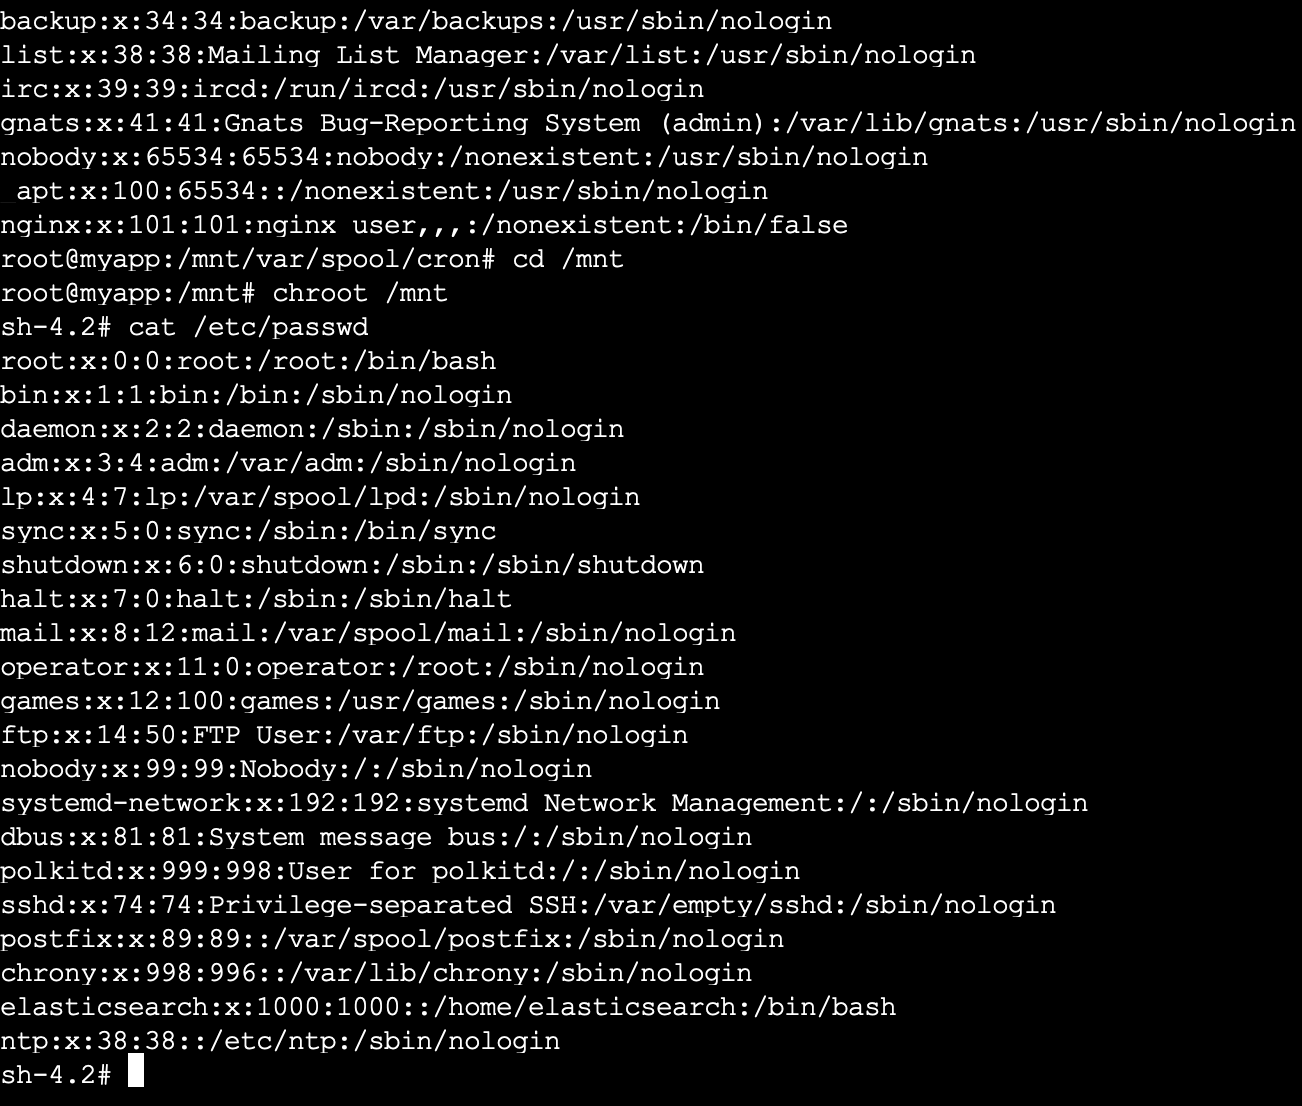 backup:x:34:34:backup:/var/backups:/usr/sbin/nologin
list:x:38:38:Mailing List Manager:/var/list:/usr/sbin/nologin
irc:x:39:39:ircd:/run/ircd:/usr/sbin/nologin
gnats:x:41:41:Gnats Bug-Reporting System (admin):/var/lib/gnats:/usr/sbin/nologin
nobody:x:65534:65534:nobody:/nonexistent:/usr/sbin/nologin
_apt:x:100:65534::/nonexistent:/usr/sbin/nologin
nginx:x:101:101:nginx user,,,:/nonexistent:/bin/false
root@myapp:/mnt/var/spool/cron# cd /mnt
root@myapp:/mnt# chroot /mnt
sh-4.2# cat /etc/passwd
root:x:0:0:root:/root:/bin/bash
bin:x:1:1:bin:/bin:/sbin/nologin
daemon:x:2:2:daemon:/sbin:/sbin/nologin
adm:x:3:4:adm:/var/adm:/sbin/nologin
lp:x:4:7:lp:/var/spool/lpd:/sbin/nologin
sync:x:5:0:sync:/sbin:/bin/sync
shutdown:x:6:0:shutdown:/sbin:/sbin/shutdown
halt:x:7:0:halt:/sbin:/sbin/halt
mail:x:8:12:mail:/var/spool/mail:/sbin/nologin
operator:x:11:0:operator:/root:/sbin/nologin
games:x:12:100:games:/usr/games:/sbin/nologin
ftp:x:14:50:FTP User:/var/ftp:/sbin/nologin
nobody:x:99:99:Nobody:/:/sbin/nologin
systemd-network:x:192:192:systemd Network Management:/:/sbin/nologin
dbus:x:81:81:System message bus:/:/sbin/nologin
polkitd:x:999:998:User for polkitd:/:/sbin/nologin
sshd:x:74:74:Privilege-separated SSH:/var/empty/sshd:/sbin/nologin
postfix:x:89:89::/var/spool/postfix:/sbin/nologin
chrony:x:998:996::/var/lib/chrony:/sbin/nologin
elasticsearch:x:1000:1000::/home/elasticsearch:/bin/bash
ntp:x:38:38::/etc/ntp:/sbin/nologin
sh-4.2#